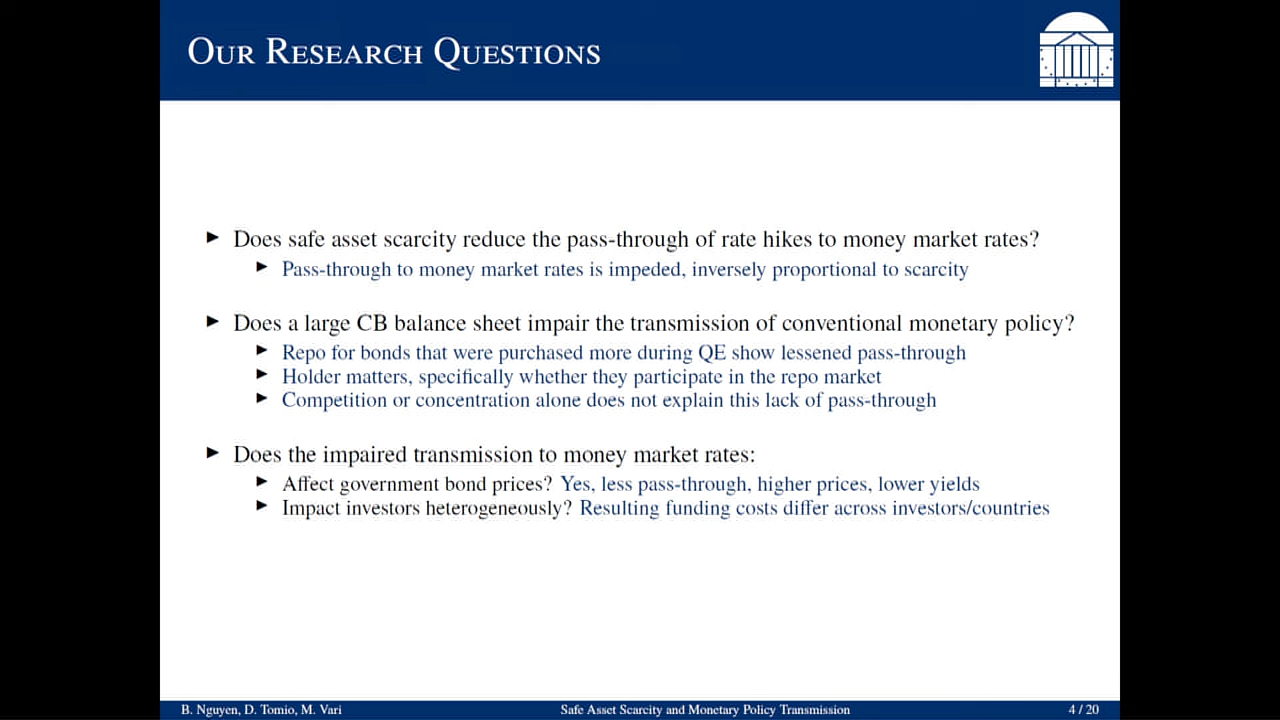 OUR RESEARCH QUESTIONS
▶ Does safe asset scarcity reduce the pass-through of rate hikes to money market rates?
▶ Pass-through to money market rates is impeded, inversely proportional to scarcity
▶ Does a large CB balance sheet impair the transmission of conventional monetary policy?
▶ Repo for bonds that were purchased more during QE show lessened pass-through
▶ Holder matters, specifically whether they participate in the repo market
▶ Competition or concentration alone does not explain this lack of pass-through
▶ Does the impaired transmission to money market rates:
▶ Affect government bond prices? Yes, less pass-through, higher prices, lower yields
▶ Impact investors heterogeneously? Resulting funding costs differ across investors/countries
B. Nguyen, D. Tomio, M. Vari Safe Asset Scarcity and Monetary Policy Transmission 4 / 20